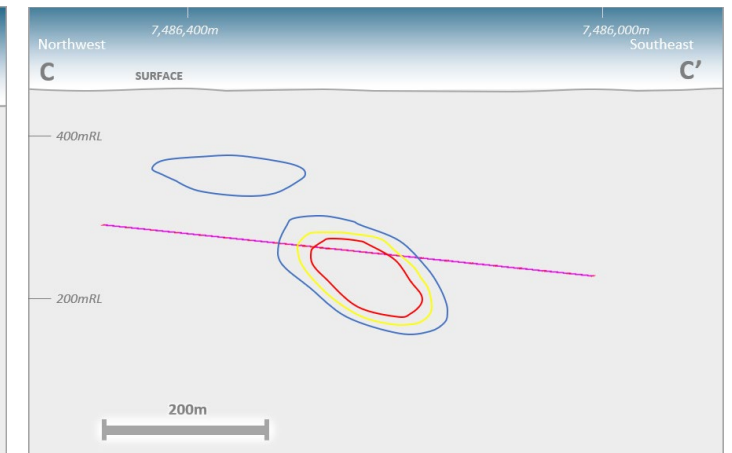 7,486,400m
7,486,000m
Northwest
Southeast
C
SURFACE
C’
400mRL
200mRL
200m